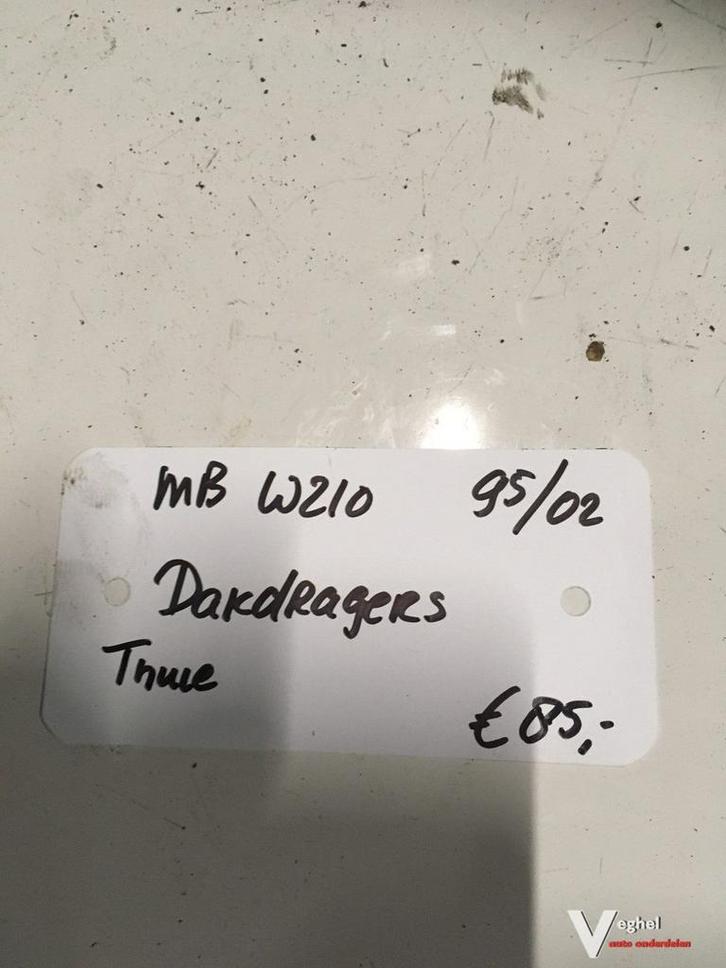 MB W210 95/02
Dakdragers
Thule
€85,-
Veghel
auto onderdelen